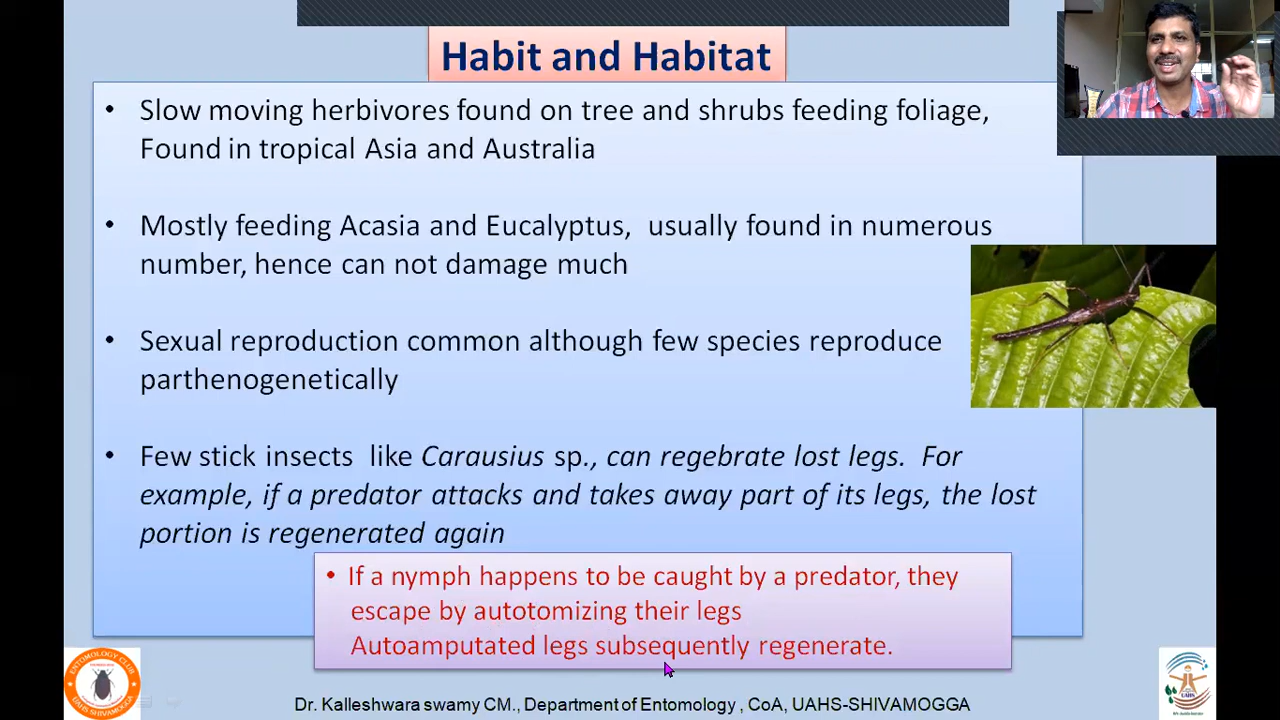 Habit and Habitat
• Slow moving herbivores found on tree and shrubs feeding foliage,
Found in tropical Asia and Australia
• Mostly feeding Acasia and Eucalyptus, usually found in numerous
number, hence can not damage much
• Sexual reproduction common although few species reproduce
parthenogenetically
• Few stick insects like Carausius sp., can regebrate lost legs. For
example, if a predator attacks and takes away part of its legs, the lost
portion is regenerated again
• If a nymph happens to be caught by a predator, they
escape by autotomizing their legs
Autoamputated legs subsequently regenerate.
ENTOMOLOGY CLUB
UAHS SHIVAMOGGA
Dr. Kalleshwara swamy CM., Department of Entomology , CoA, UAHS-SHIVAMOGGA
UAHS